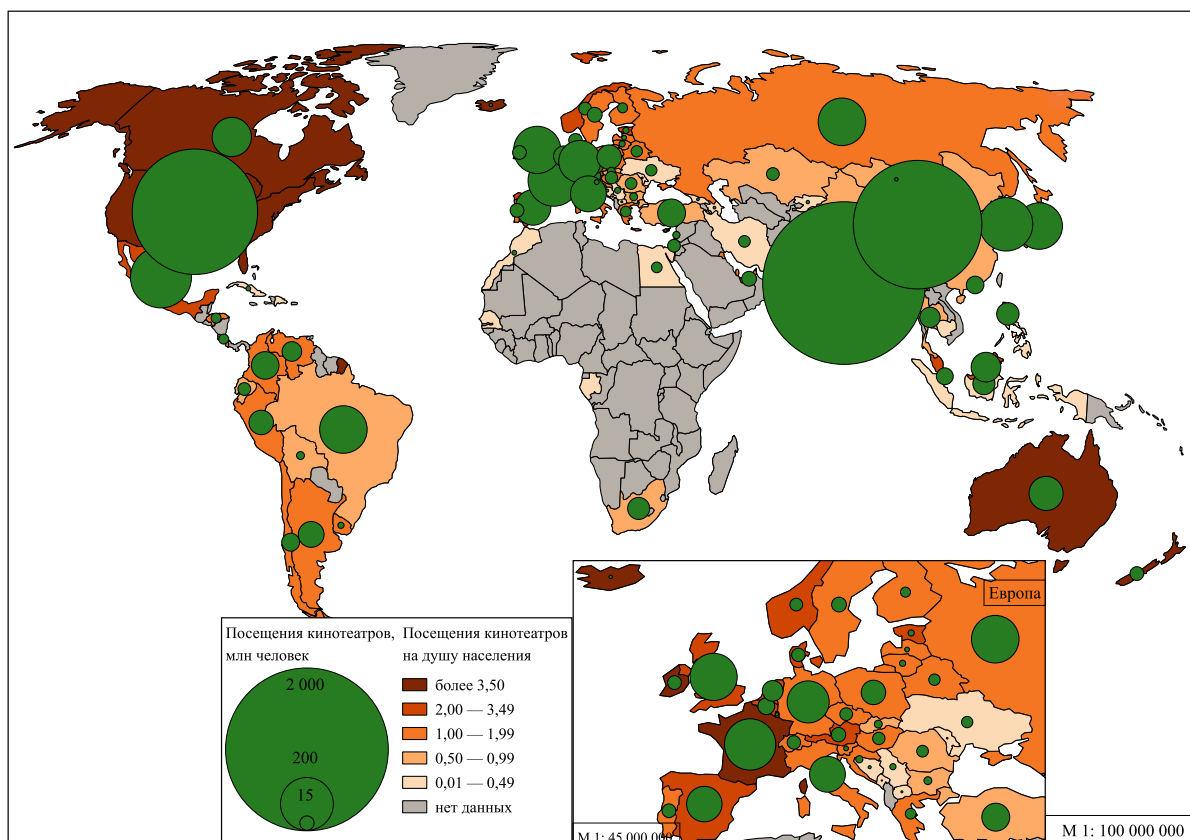 Европа
Посещения кинотеатров,
млн человек
2 000
200
15
Посещения кинотеатров
на душу населения
более 3,50
2,00 — 3,49
1,00 — 1,99
0,50 — 0,99
0,01 — 0,49
нет данных
М 1: 45 000 000
М 1: 100 000 000